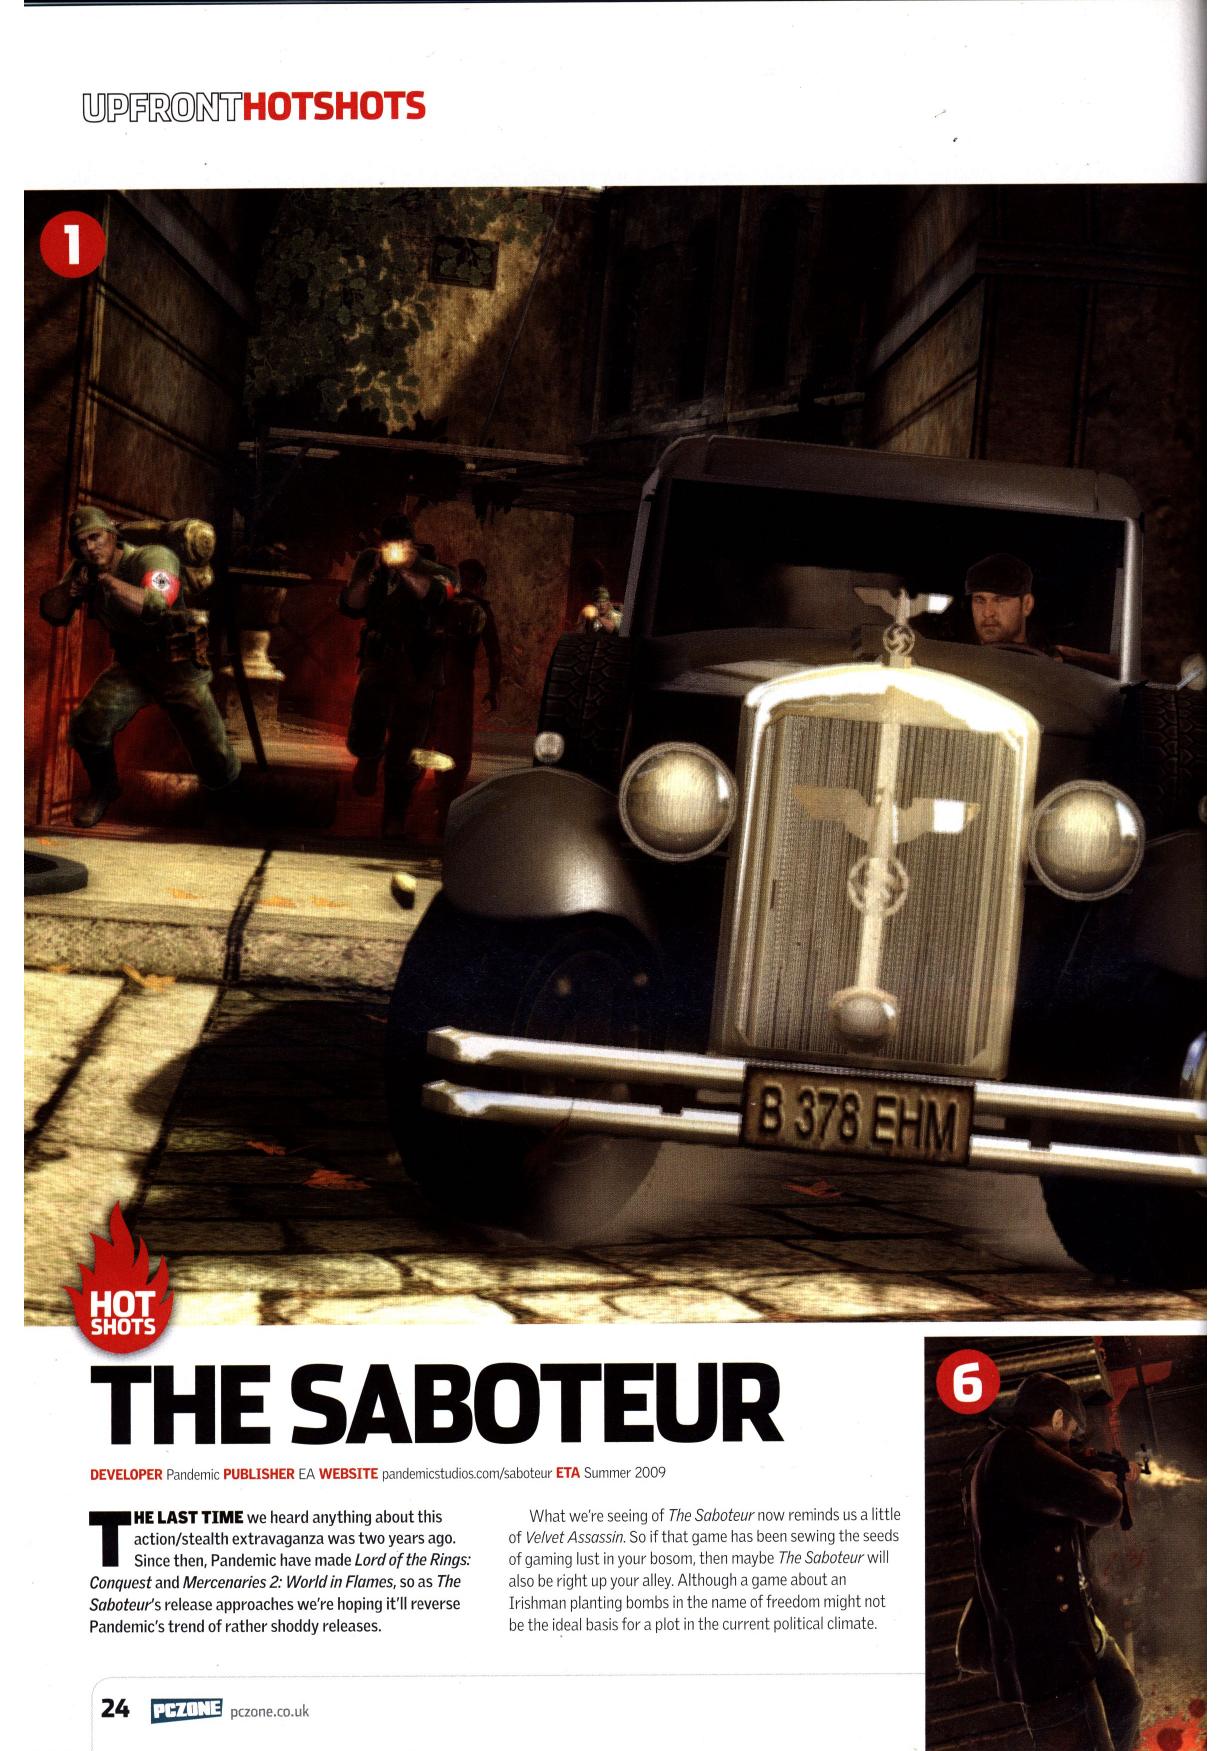 UPFRONTHOTSHOTS
1
B 378 EHM
HOT
SHOTS
THE SABOTEUR
DEVELOPER Pandemic PUBLISHER EA WEBSITE pandemicstudios.com/saboteur ETA Summer 2009
THE LAST TIME we heard anything about this
action/stealth extravaganza was two years ago.
Since then, Pandemic have made Lord of the Rings:
Conquest and Mercenaries 2: World in Flames, so as The
Saboteur's release approaches we're hoping it'll reverse
Pandemic's trend of rather shoddy releases.
What we're seeing of The Saboteur now reminds us a little
of Velvet Assassin. So if that game has been sewing the seeds
of gaming lust in your bosom, then maybe The Saboteur will
also be right up your alley. Although a game about an
Irishman planting bombs in the name of freedom might not
be the ideal basis for a plot in the current political climate.
6
24 PCZONE pczone.co.uk